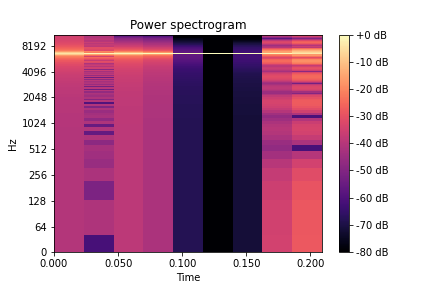 Power spectrogram
8192
4096
2048
1024
512
256
128
64
0
Hz
0.000 0.050 0.100 0.150 0.200
Time
+0 dB
-10 dB
-20 dB
-30 dB
-40 dB
-50 dB
-60 dB
-70 dB
-80 dB